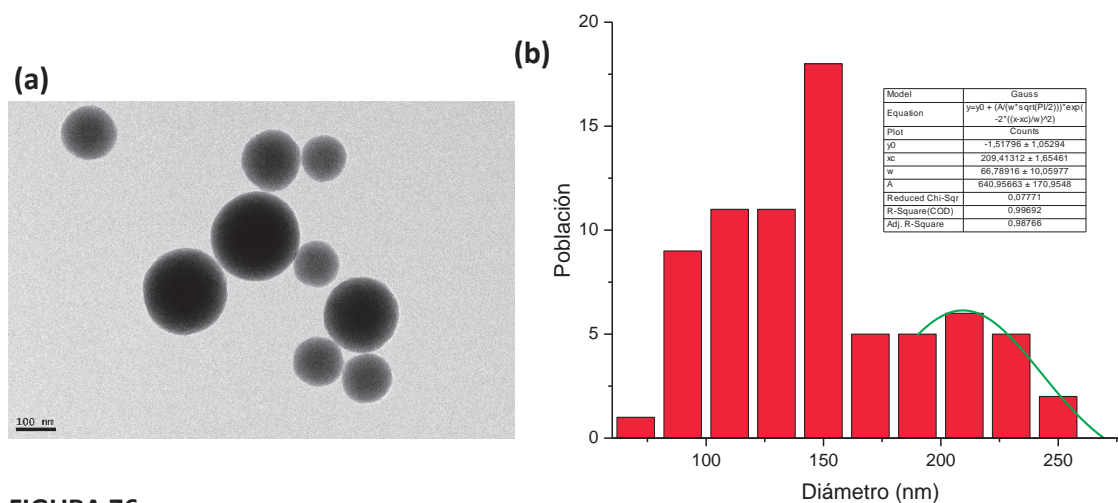 (a)
100 nm
(b)
Población
20
15
10
5
0
100
150
200
250
Diámetro (nm)
Model Gauss
Equation y=y0 + (A/(w*sqrt(PI/2)))*exp(
-2*((x-xc)/w)^2)
Plot Counts
y0 -1,51796 ± 1,05294
xc 209,41312 ± 1,65461
w 66,78916 ± 10,05977
A 640,95663 ± 170,9548
Reduced Chi-Sqr 0,07771
R-Square(COD) 0,99692
Adj. R-Square 0,98766
FIGURA 76